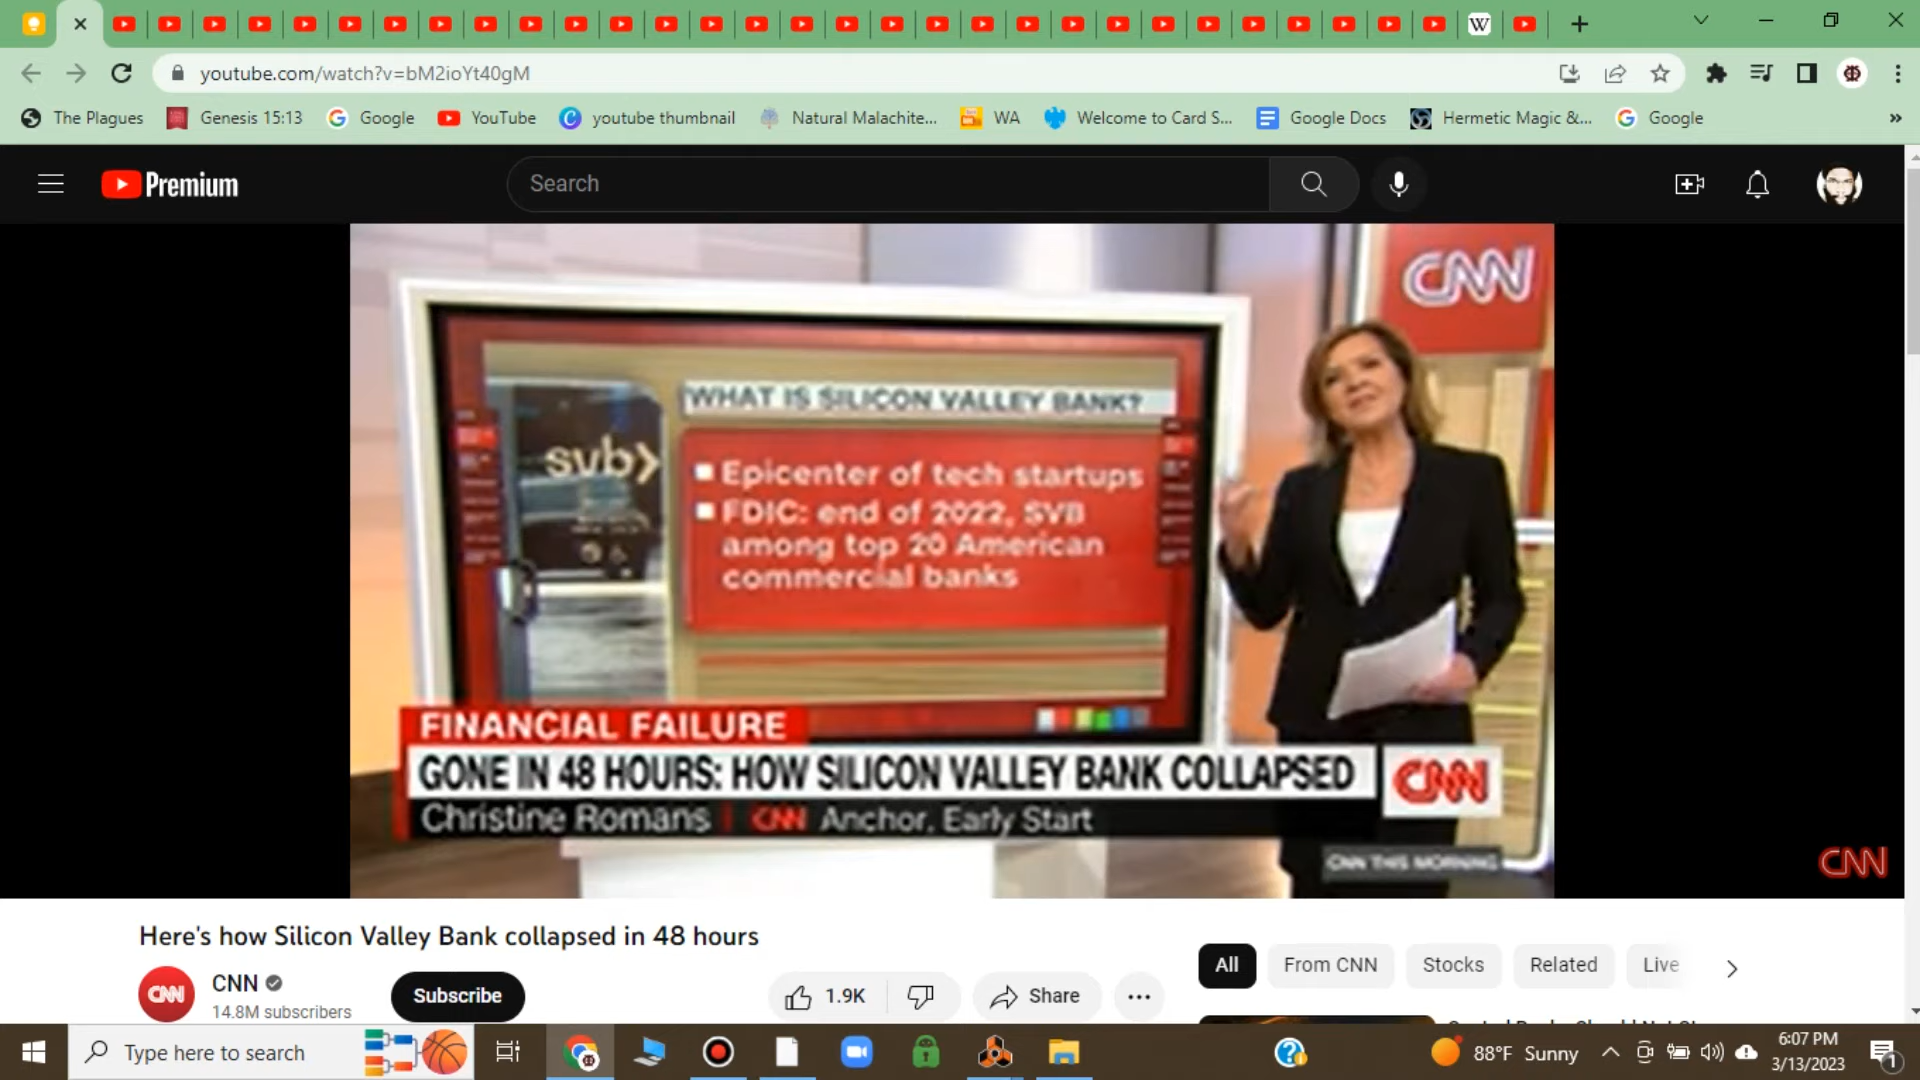 youtube.com/watch?v=bM2ioYt40gM
The Plagues
Genesis 15:13
Google
YouTube
youtube thumbnail
Natural Malachite...
WA
Welcome to Card S...
Google Docs
Hermetic Magic &...
Google
»
Premium
Search
CNN
WHAT IS SILICON VALLEY BANK?
svb>
■ Epicenter of tech startups
■ FDIC: end of 2022, SVB
among top 20 American
commercial banks
FINANCIAL FAILURE
GONE IN 48 HOURS: HOW SILICON VALLEY BANK COLLAPSED
CNN
Christine Romans | CNN Anchor, Early Start
CNN THIS MORNING
CNN
Here's how Silicon Valley Bank collapsed in 48 hours
CNN
CNN
14.8M subscribers
Subscribe
1.9K
Share
All
From CNN
Stocks
Related
Live
Type here to search
88°F Sunny
6:07 PM
3/13/2023
1